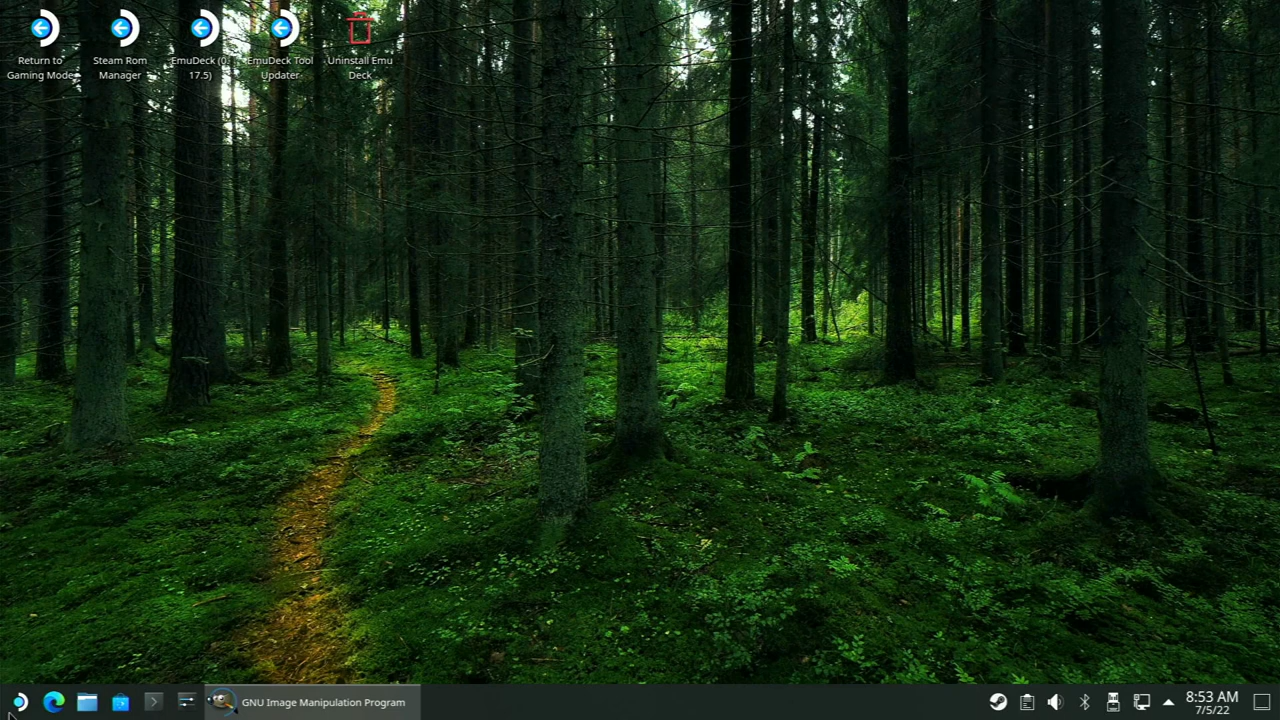 Return to
Gaming Mode
Steam Rom
Manager
EmuDeck (0.
17.5)
EmuDeck Tool
Updater
Uninstall Emu
Deck
GNU Image Manipulation Program
8:53 AM
7/5/22